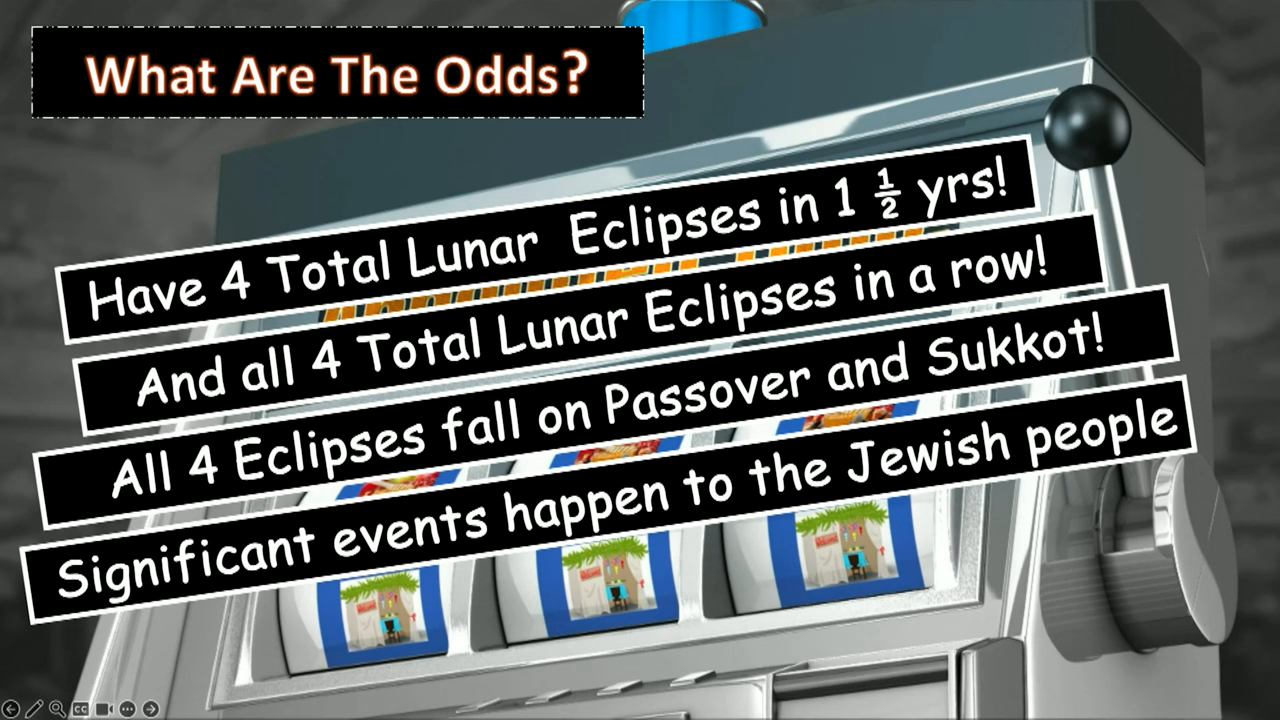 What Are The Odds?
Have 4 Total Lunar Eclipses in 1 ½ yrs!
And all 4 Total Lunar Eclipses in a row!
All 4 Eclipses fall on Passover and Sukkot!
Significant events happen to the Jewish people
CC